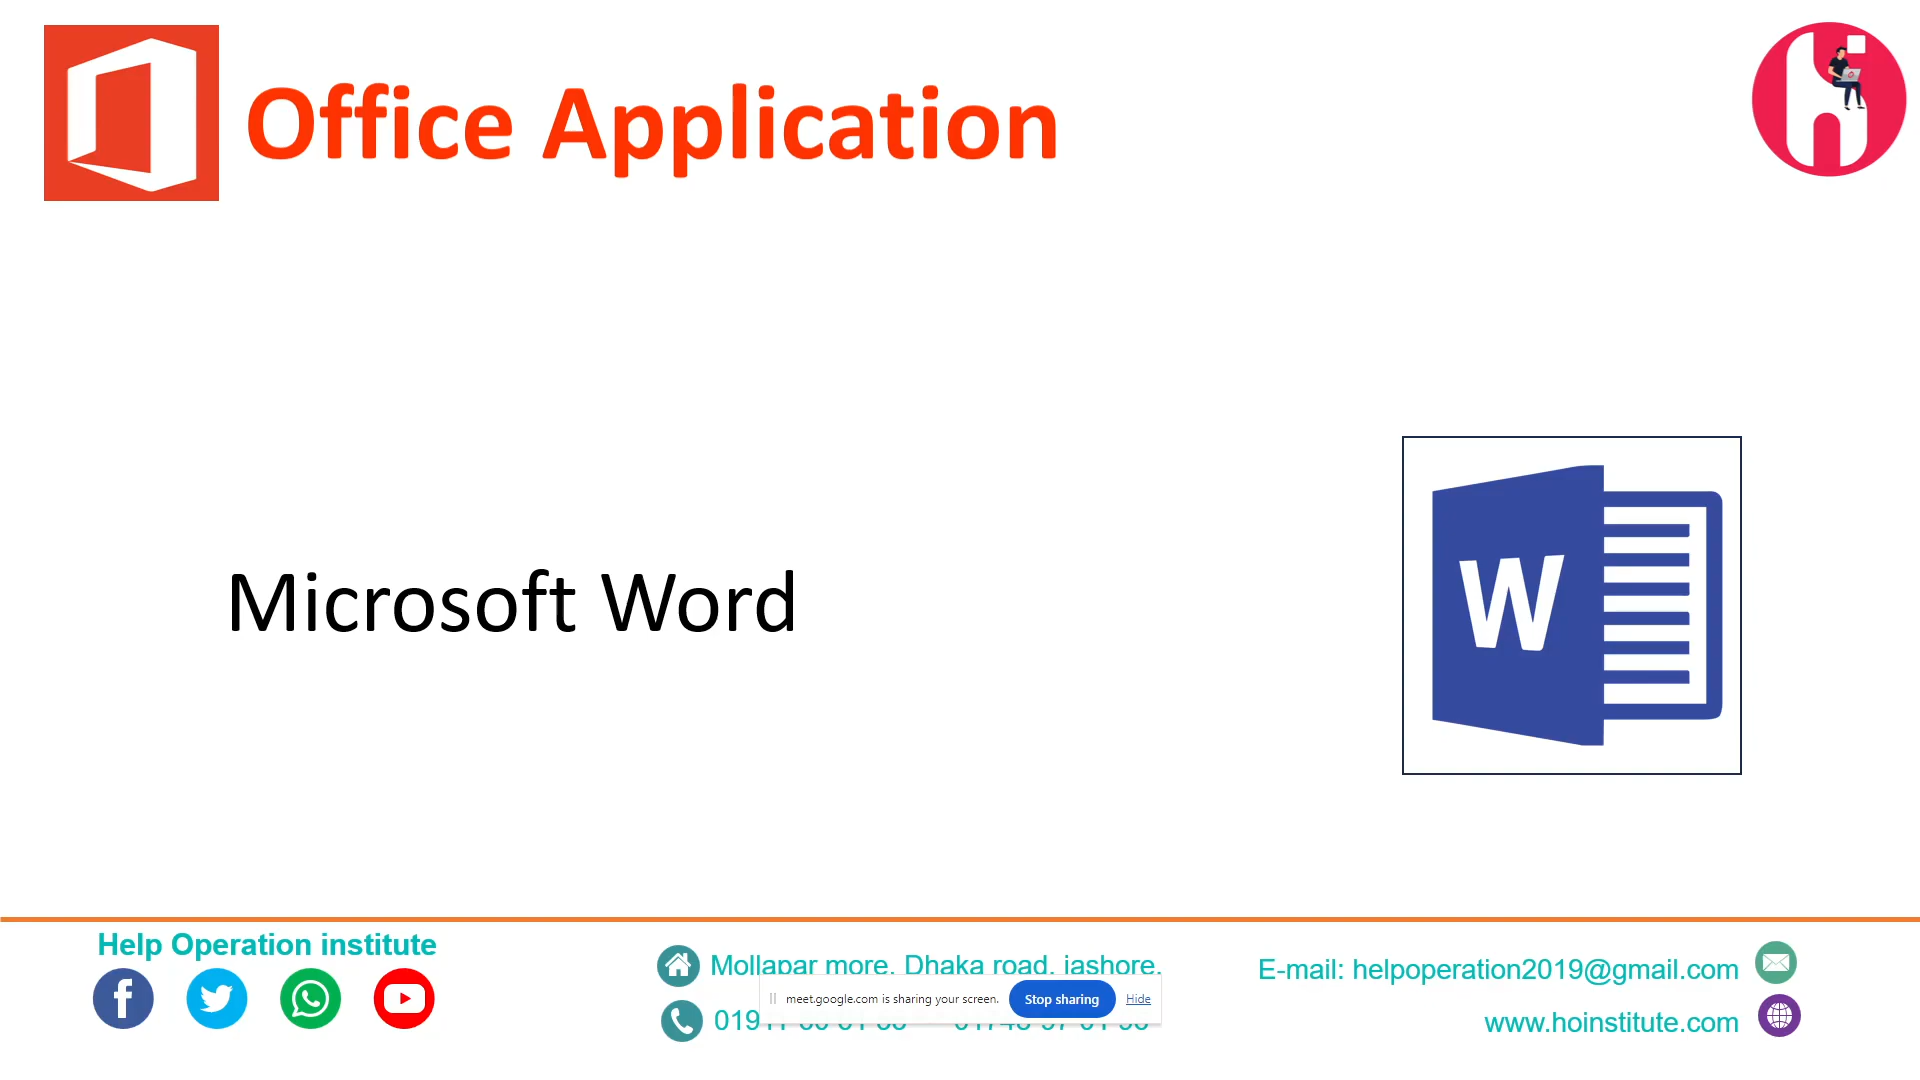 Office Application
Microsoft Word
W
Help Operation institute
Mollapar more, Dhaka road, jashore.
meet.google.com is sharing your screen.
Stop sharing
Hide
E-mail: helpoperation2019@gmail.com
www.hoinstitute.com